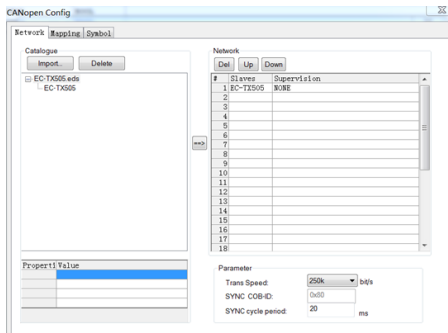 CANopen Config
Network Mapping Symbol
Catalogue
Import.. Delete
EC-TX505.eds
EC-TX505
==>
Properti Value
Network
Del Up Down
# Slaves Supervision
1 EC-TX505 NONE
2
3
4
5
6
7
8
9
10
11
12
13
14
15
16
17
18
Parameter
Trans Speed: 250k bit/s
SYNC COB-ID: 0x80
SYNC cycle period: 20 ms